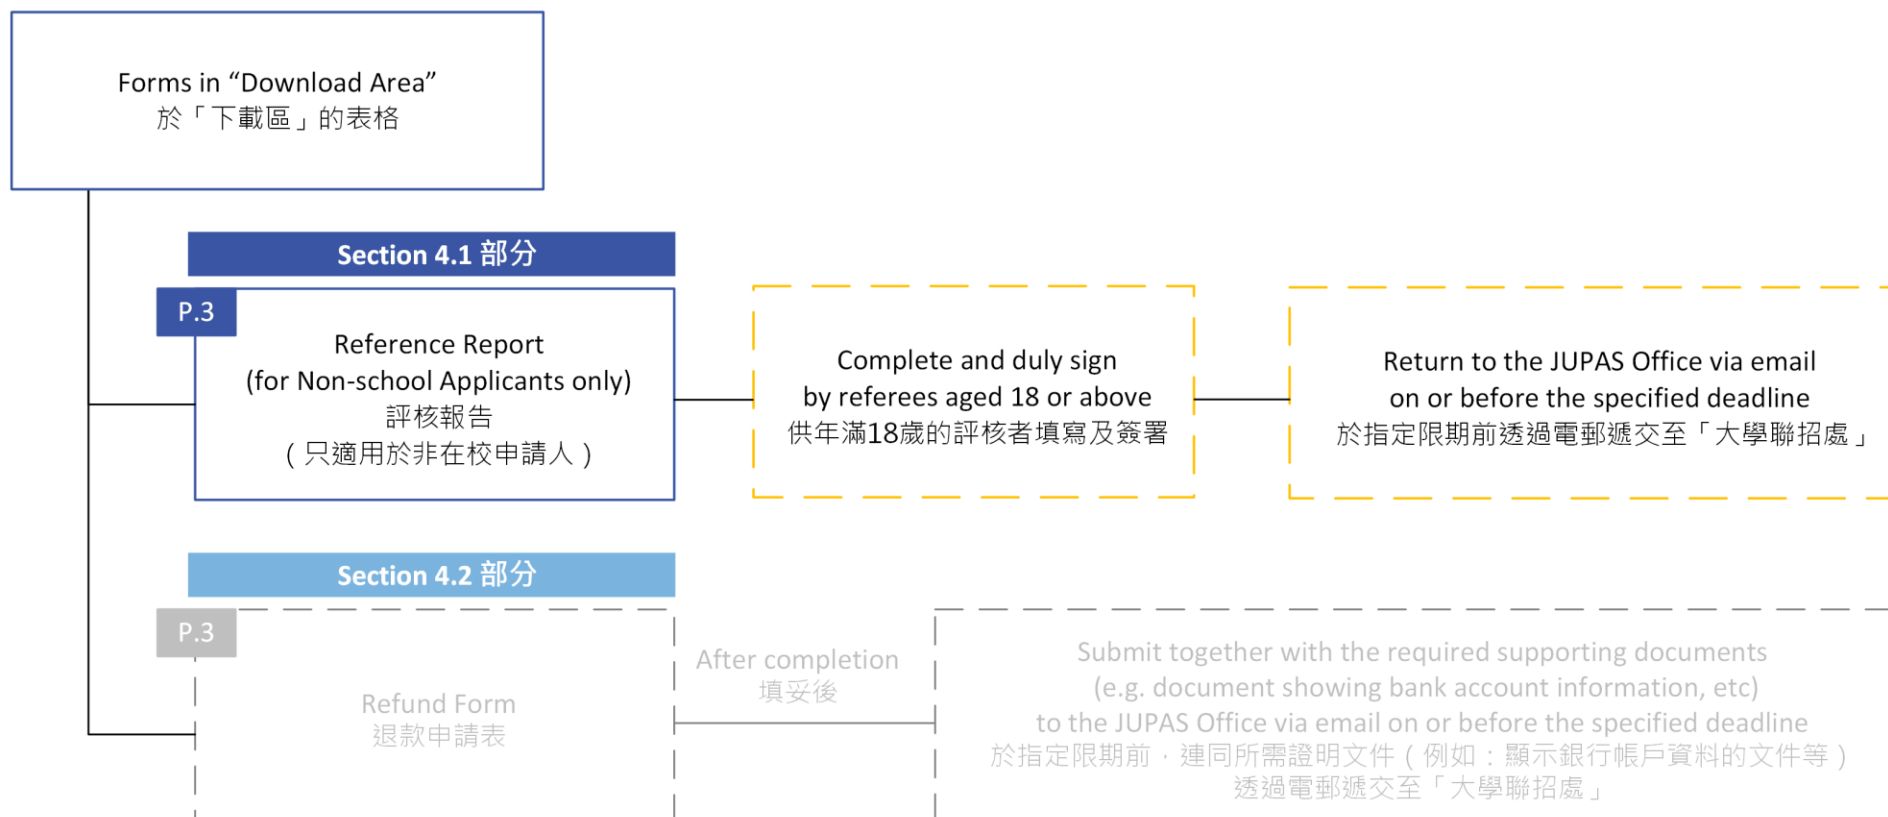 Forms in “Download Area”
於「下載區」的表格
Section 4.1 部分
P.3
Reference Report
(for Non-school Applicants only)
評核報告
（只適用於非在校申請人）
Complete and duly sign
by referees aged 18 or above
供年滿18歲的評核者填寫及簽署
Return to the JUPAS Office via email
on or before the specified deadline
於指定限期前透過電郵遞交至「大學聯招處」
Section 4.2 部分
P.3
Refund Form
退款申請表
After completion
填妥後
Submit together with the required supporting documents
(e.g. document showing bank account information, etc)
to the JUPAS Office via email on or before the specified deadline
於指定限期前，連同所需證明文件（例如：顯示銀行帳戶資料的文件等）
透過電郵遞交至「大學聯招處」